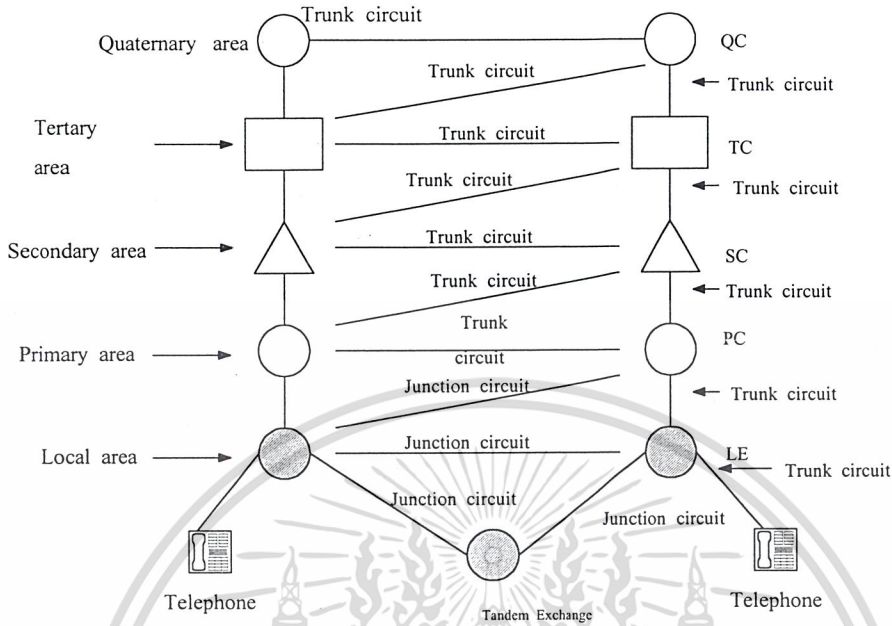 Trunk circuit
Quaternary area
QC
Trunk circuit
Trunk circuit
Tertary
area
Trunk circuit
TC
Trunk circuit
Trunk circuit
Secondary area
Trunk circuit
SC
Trunk circuit
Trunk circuit
Trunk
circuit
Primary area
PC
Junction circuit
Trunk circuit
Local area
Junction circuit
LE
Trunk circuit
Junction circuit
Junction circuit
Telephone
Telephone
Tandem Exchange